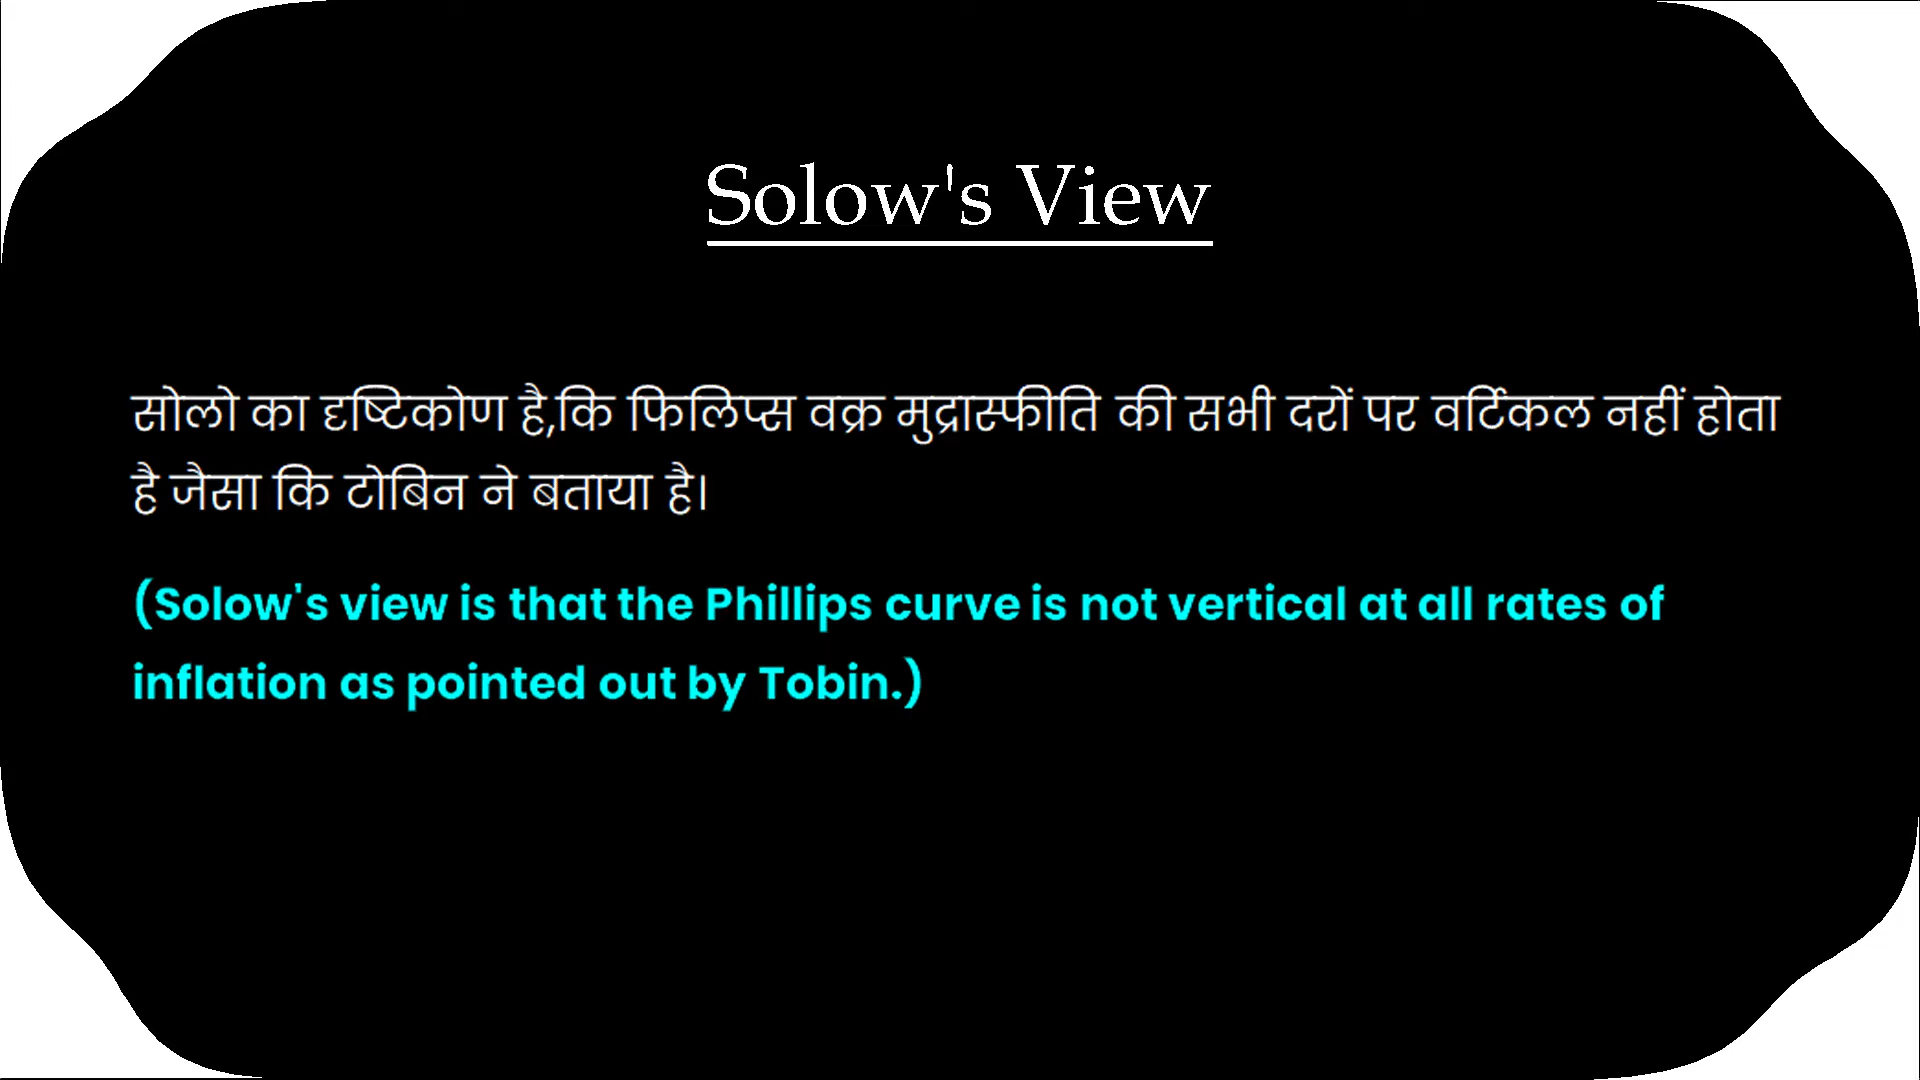 Solow's View
सोलो का दृष्टिकोण है,कि फिलिप्स वक्र मुद्रास्फीति की सभी दरों पर वर्टिकल नहीं होता
है जैसा कि टोबिन ने बताया है।
(Solow's view is that the Phillips curve is not vertical at all rates of
inflation as pointed out by Tobin.)